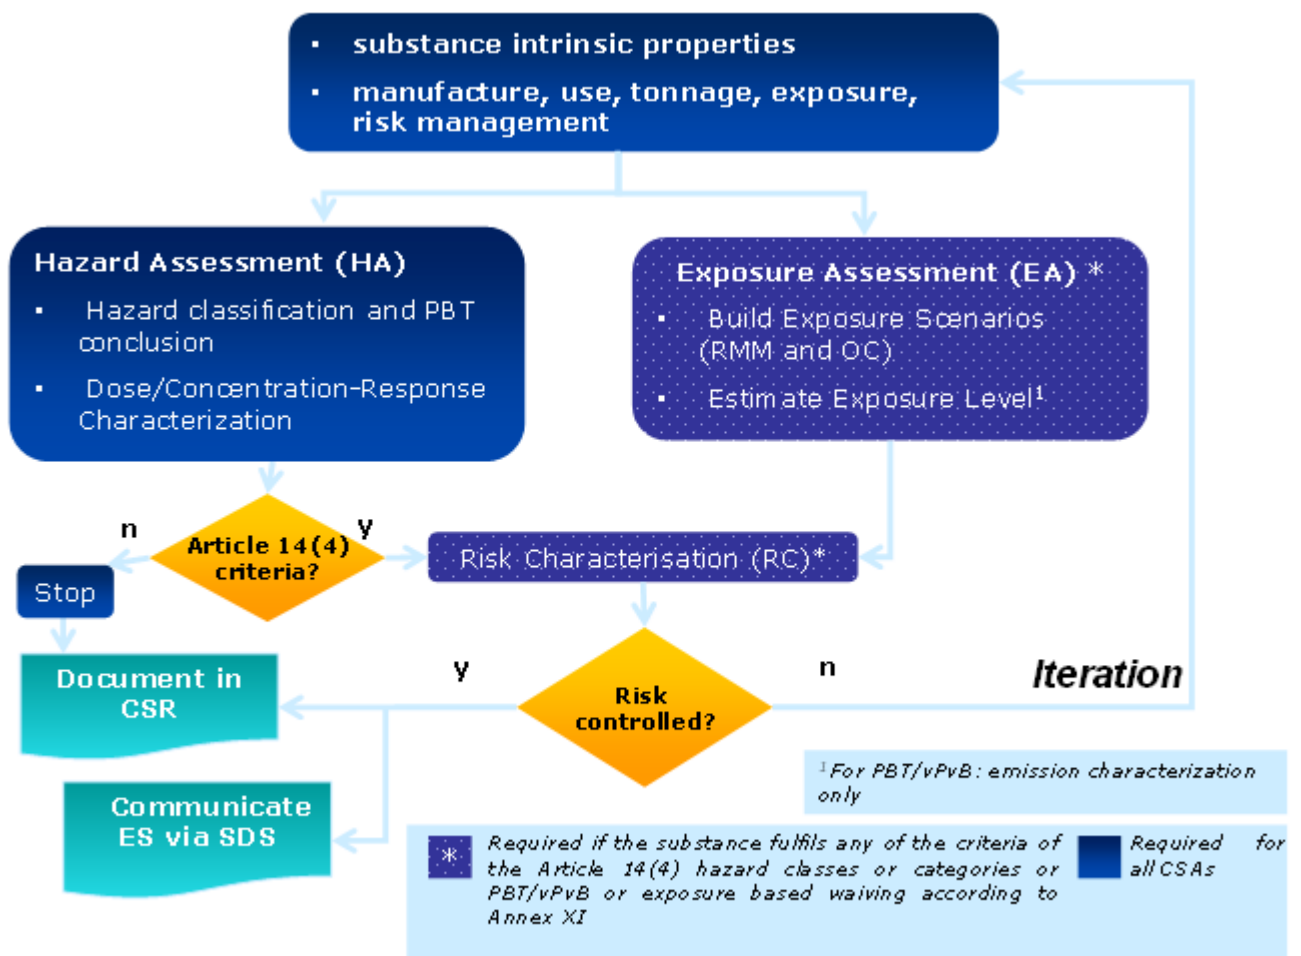 ▪ substance intrinsic properties
▪ manufacture, use, tonnage, exposure,
risk management
Hazard Assessment (HA)
▪ Hazard classification and PBT
conclusion
▪ Dose/Concentration-Response
Characterization
Exposure Assessment (EA) *
▪ Build Exposure Scenarios
(RMM and OC)
▪ Estimate Exposure Level¹
n
y
Article 14(4)
criteria?
Risk Characterisation (RC)*
Stop
Document in
CSR
y
n
Iteration
Risk
controlled?
Communicate
ES via SDS
¹For PBT/vPvB: emission characterization
only
*
Required if the substance fulfils any of the criteria of
the Article 14(4) hazard classes or categories or
PBT/vPvB or exposure based waiving according to
Annex XI
Required for
all CSAs